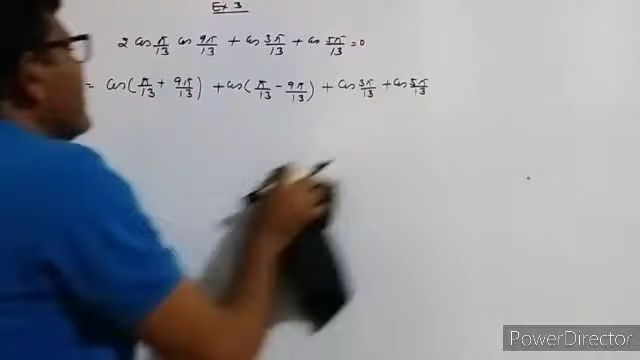 Ex 3
2 cos π/13 cos 9π/13 + cos 3π/13 + cos 5π/13 = 0
= cos(π/13 + 9π/13) + cos(π/13 - 9π/13) + cos 3π/13 + cos 5π/13
PowerDirector